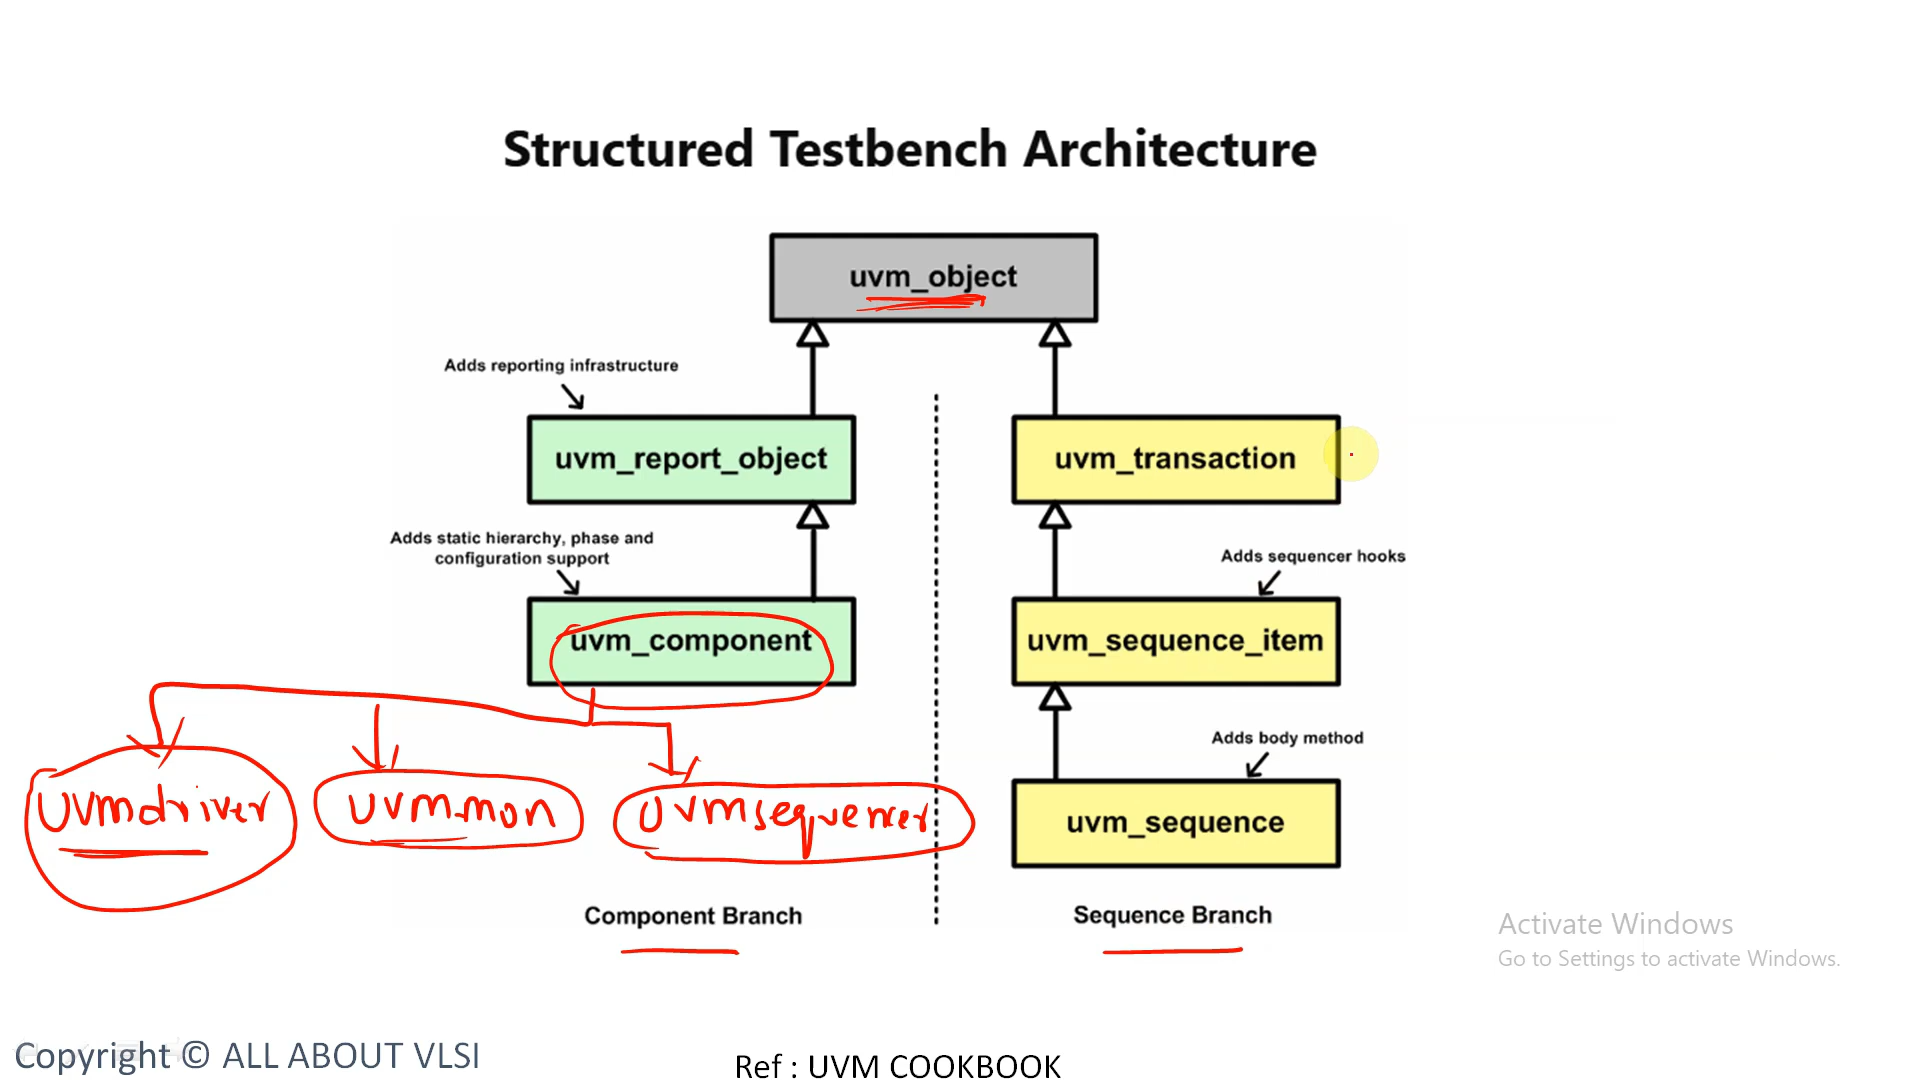 Structured Testbench Architecture
uvm_object
Adds reporting infrastructure
uvm_report_object
uvm_transaction
Adds static hierarchy, phase and
configuration support
Adds sequencer hooks
uvm_component
uvm_sequence_item
Adds body method
uvmdriver
uvm.mon
uvmsequencer
uvm_sequence
Component Branch
Sequence Branch
Activate Windows
Go to Settings to activate Windows.
Copyright © ALL ABOUT VLSI
Ref : UVM COOKBOOK